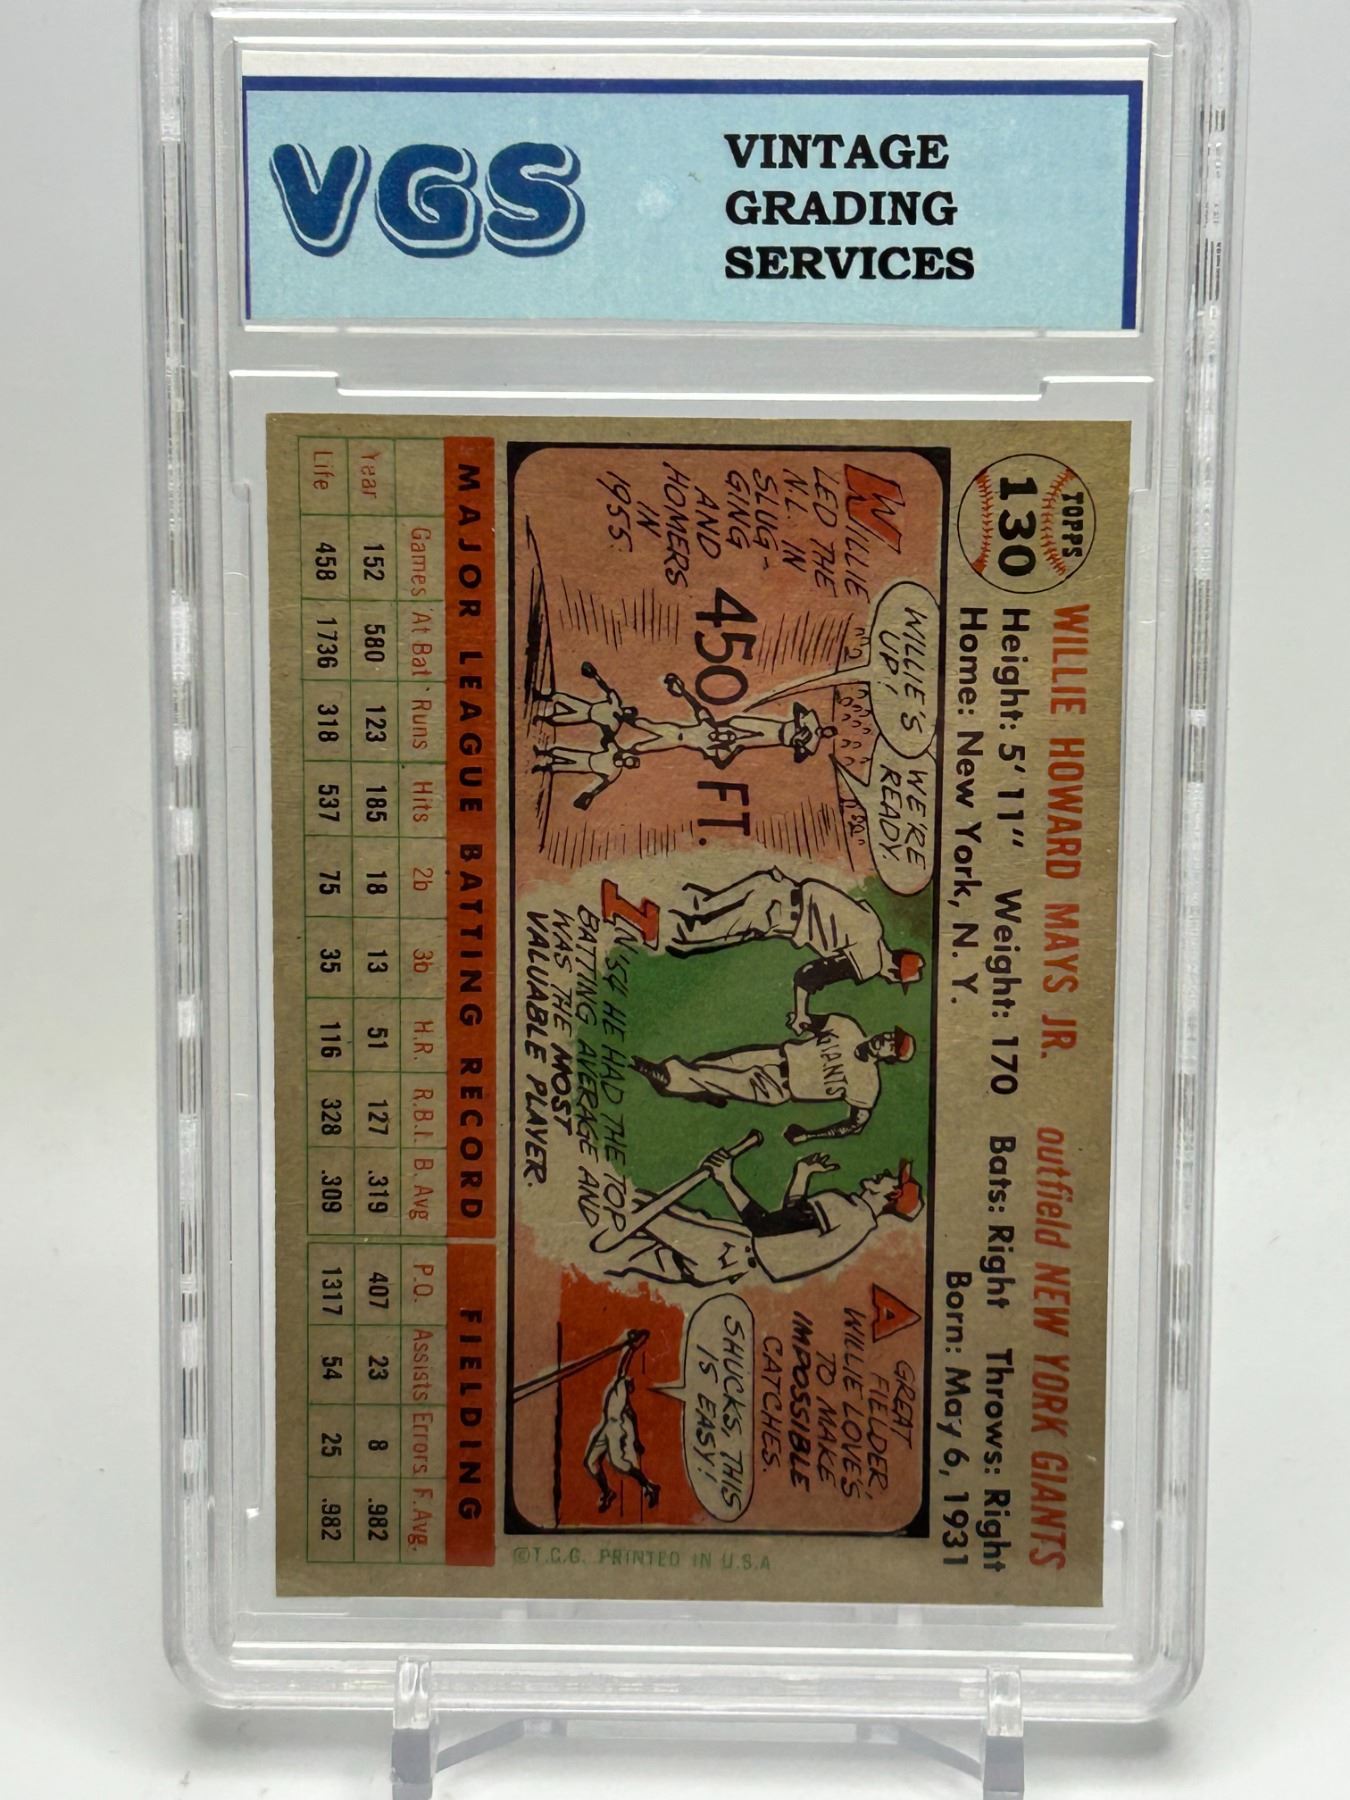 VGS
VINTAGE
GRADING
SERVICES
TOPPS
130
WILLIE HOWARD MAYS JR. outfield NEW YORK GIANTS
Height: 5'11" Weight: 170 Bats: Right Throws: Right
Home: New York, N. Y. Born: May 6, 1931
WILLIE
LED THE
N.L. IN
SLUG-
GING
AND
HOMERS
IN
1955.
WILLIE'S
UP!
WE'RE
READY.
450 FT.
GIANTS
IN '54 HE HAD THE TOP
BATTING AVERAGE AND
WAS THE MOST
VALUABLE PLAYER.
A GREAT
FIELDER,
WILLIE LOVE'S
TO MAKE
IMPOSSIBLE
CATCHES.
SHUCKS, THIS
IS EASY!
©T.C.G. PRINTED IN U.S.A
MAJOR LEAGUE BATTING RECORD FIELDING
Games At Bat Runs Hits 2b 3b H.R. R.B.I. B. Avg P.O. Assists Errors F. Avg.
Year 152 580 123 185 18 13 51 127 .319 407 23 8 .982
Life 458 1736 318 537 75 35 116 328 .309 1317 54 25 .982